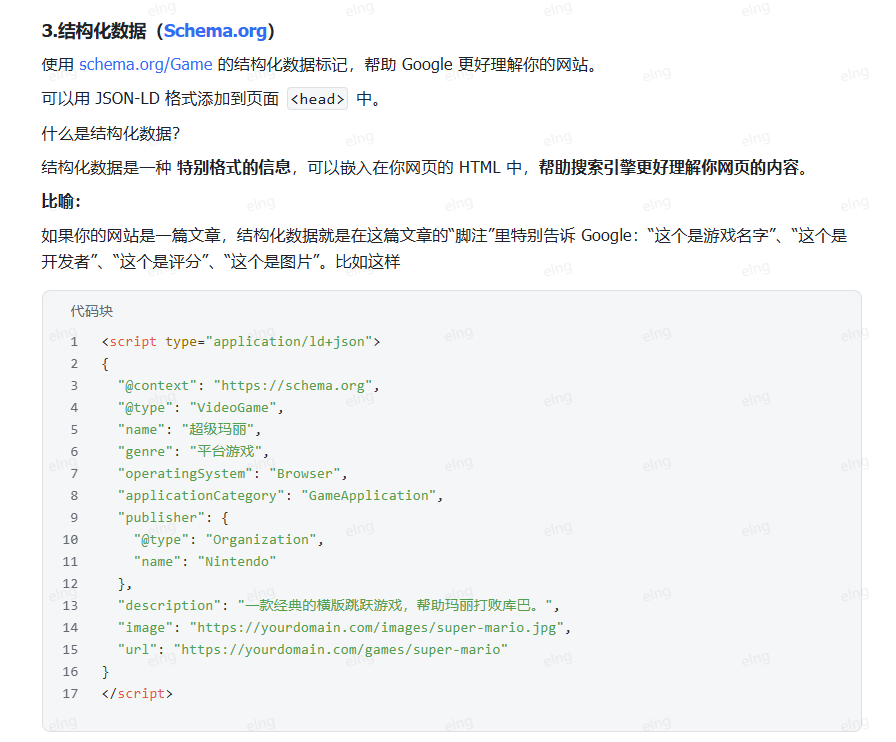 3.结构化数据（Schema.org）
使用 schema.org/Game 的结构化数据标记，帮助 Google 更好理解你的网站。
可以用 JSON-LD 格式添加到页面 <head> 中。
什么是结构化数据？
结构化数据是一种 特别格式的信息，可以嵌入在你网页的 HTML 中，帮助搜索引擎更好理解你网页的内容。
比喻：
如果你的网站是一篇文章，结构化数据就是在这篇文章的“脚注”里特别告诉 Google：“这个是游戏名字”、“这个是
开发者”、“这个是评分”、“这个是图片”。比如这样
代码块
1 <script type="application/ld+json">
2 {
3 "@context": "https://schema.org",
4 "@type": "VideoGame",
5 "name": "超级玛丽",
6 "genre": "平台游戏",
7 "operatingSystem": "Browser",
8 "applicationCategory": "GameApplication",
9 "publisher": {
10 "@type": "Organization",
11 "name": "Nintendo"
12 },
13 "description": "一款经典的横版跳跃游戏，帮助玛丽打败库巴。",
14 "image": "https://yourdomain.com/images/super-mario.jpg",
15 "url": "https://yourdomain.com/games/super-mario"
16 }
17 </script>